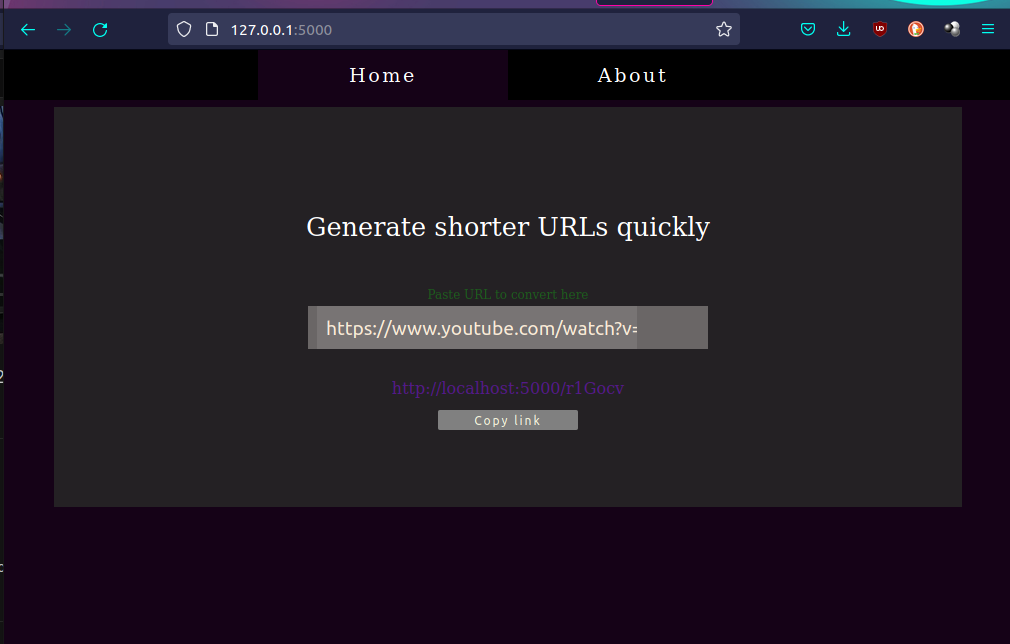 127.0.0.1:5000
Home
About
Generate shorter URLs quickly
Paste URL to convert here
https://www.youtube.com/watch?v=
http://localhost:5000/r1Gocv
Copy link